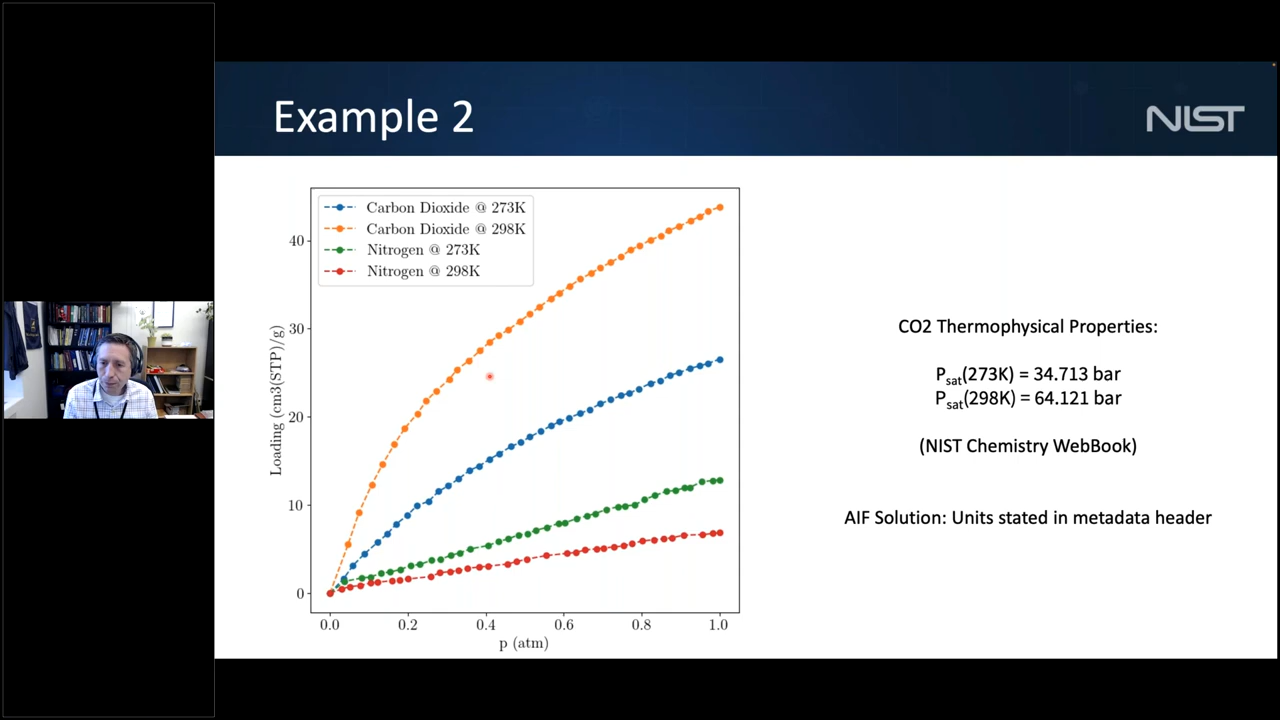 Example 2
NIST
Carbon Dioxide @ 273K
Carbon Dioxide @ 298K
Nitrogen @ 273K
Nitrogen @ 298K
Loading (cm3(STP)/g)
40
30
20
10
0
0.0 0.2 0.4 0.6 0.8 1.0
p (atm)
CO2 Thermophysical Properties:
Psat(273K) = 34.713 bar
Psat(298K) = 64.121 bar
(NIST Chemistry WebBook)
AIF Solution: Units stated in metadata header